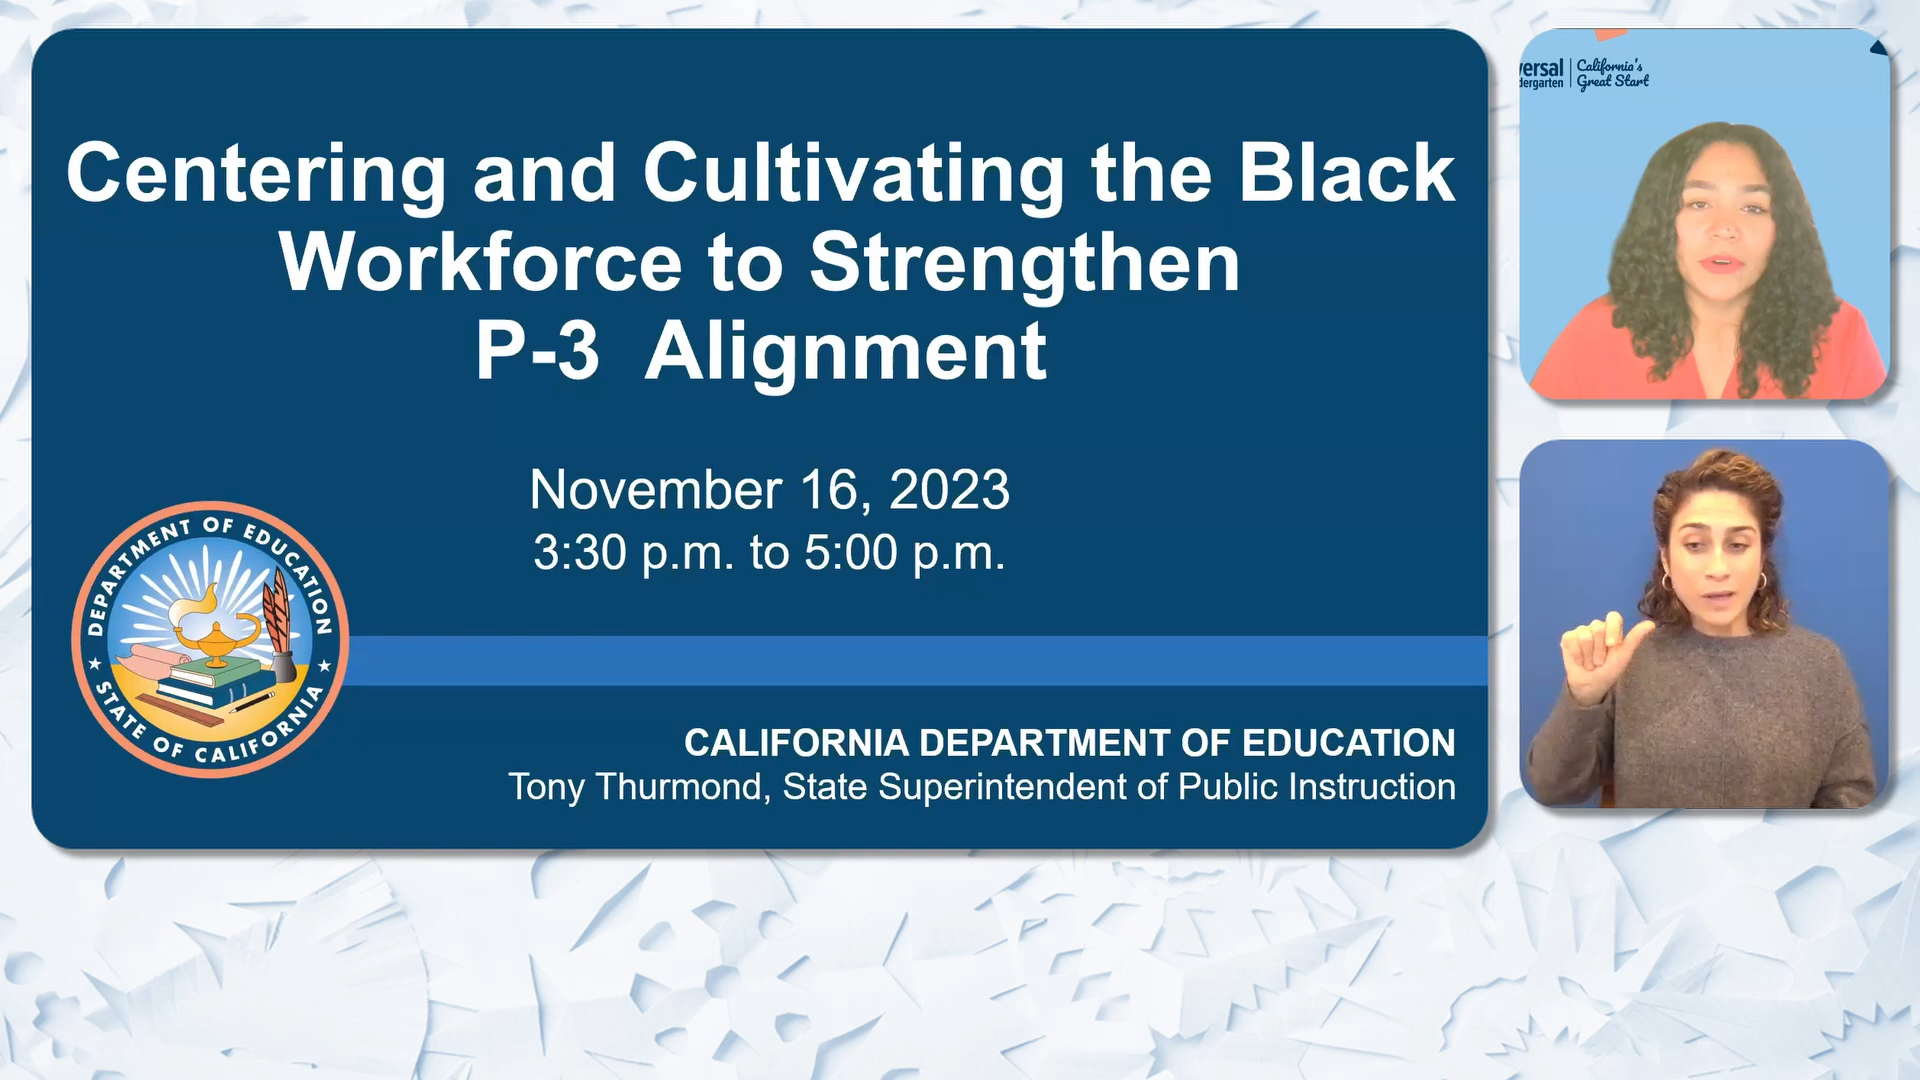 Centering and Cultivating the Black
Workforce to Strengthen
P-3 Alignment
November 16, 2023
3:30 p.m. to 5:00 p.m.
DEPARTMENT OF EDUCATION
STATE OF CALIFORNIA
CALIFORNIA DEPARTMENT OF EDUCATION
Tony Thurmond, State Superintendent of Public Instruction
versal
dergarten
California's
Great Start